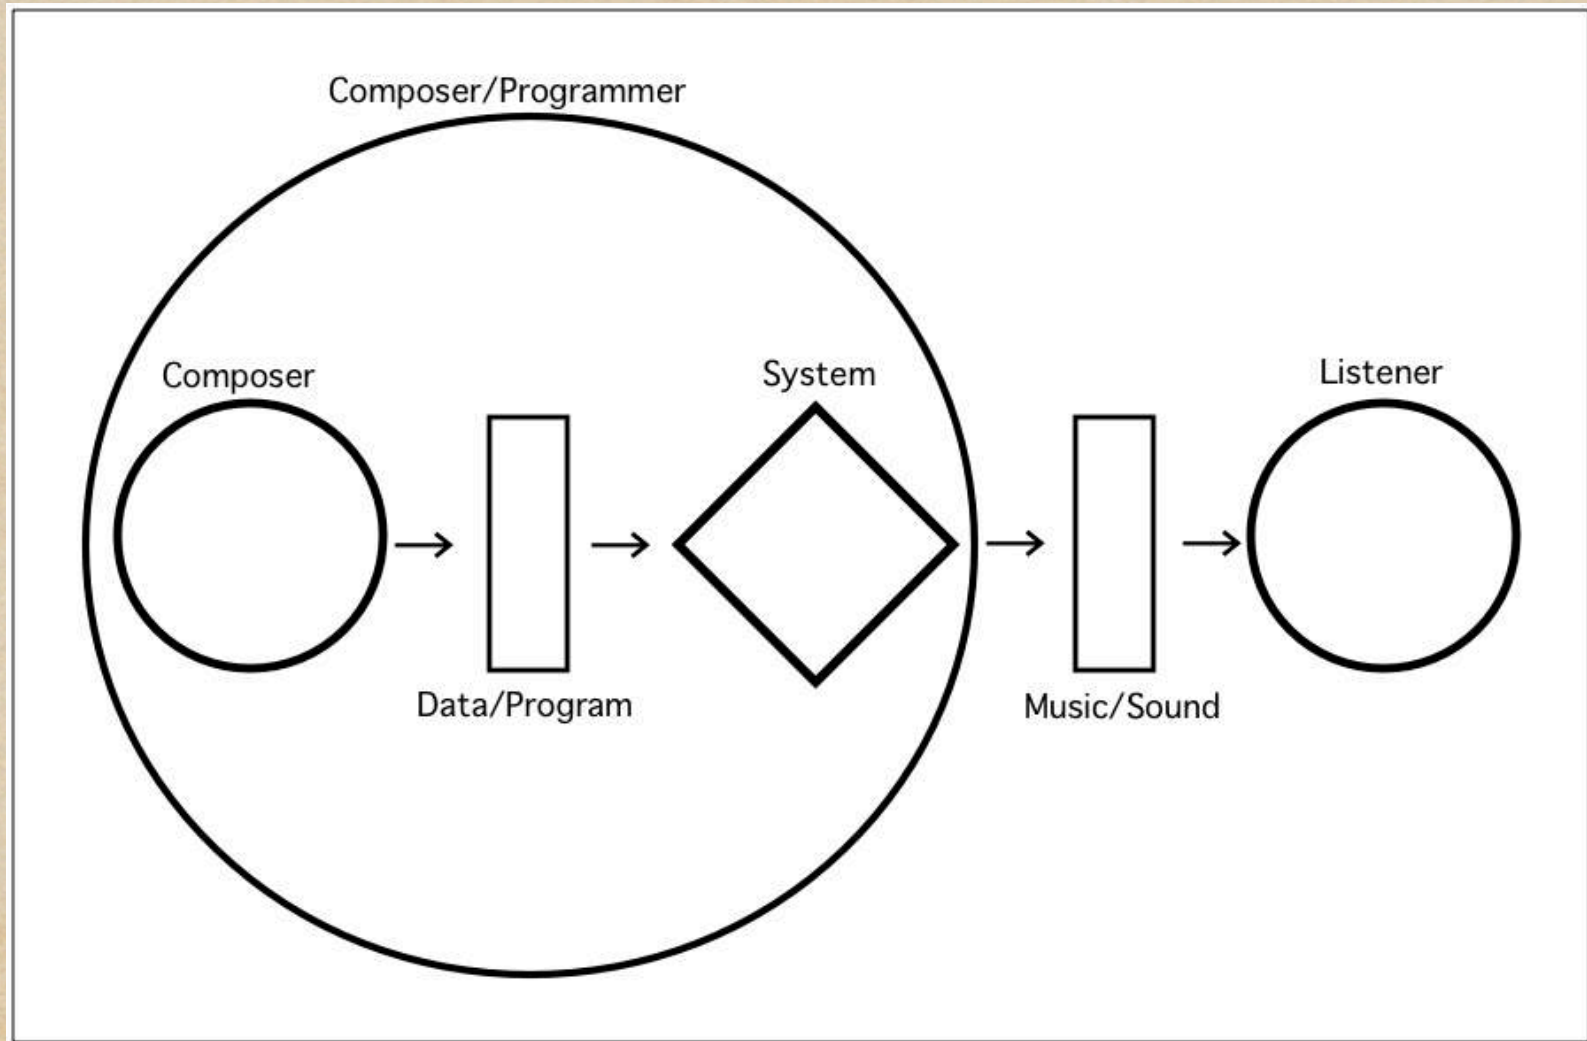 Composer/Programmer
Composer
System
Listener
Data/Program
Music/Sound